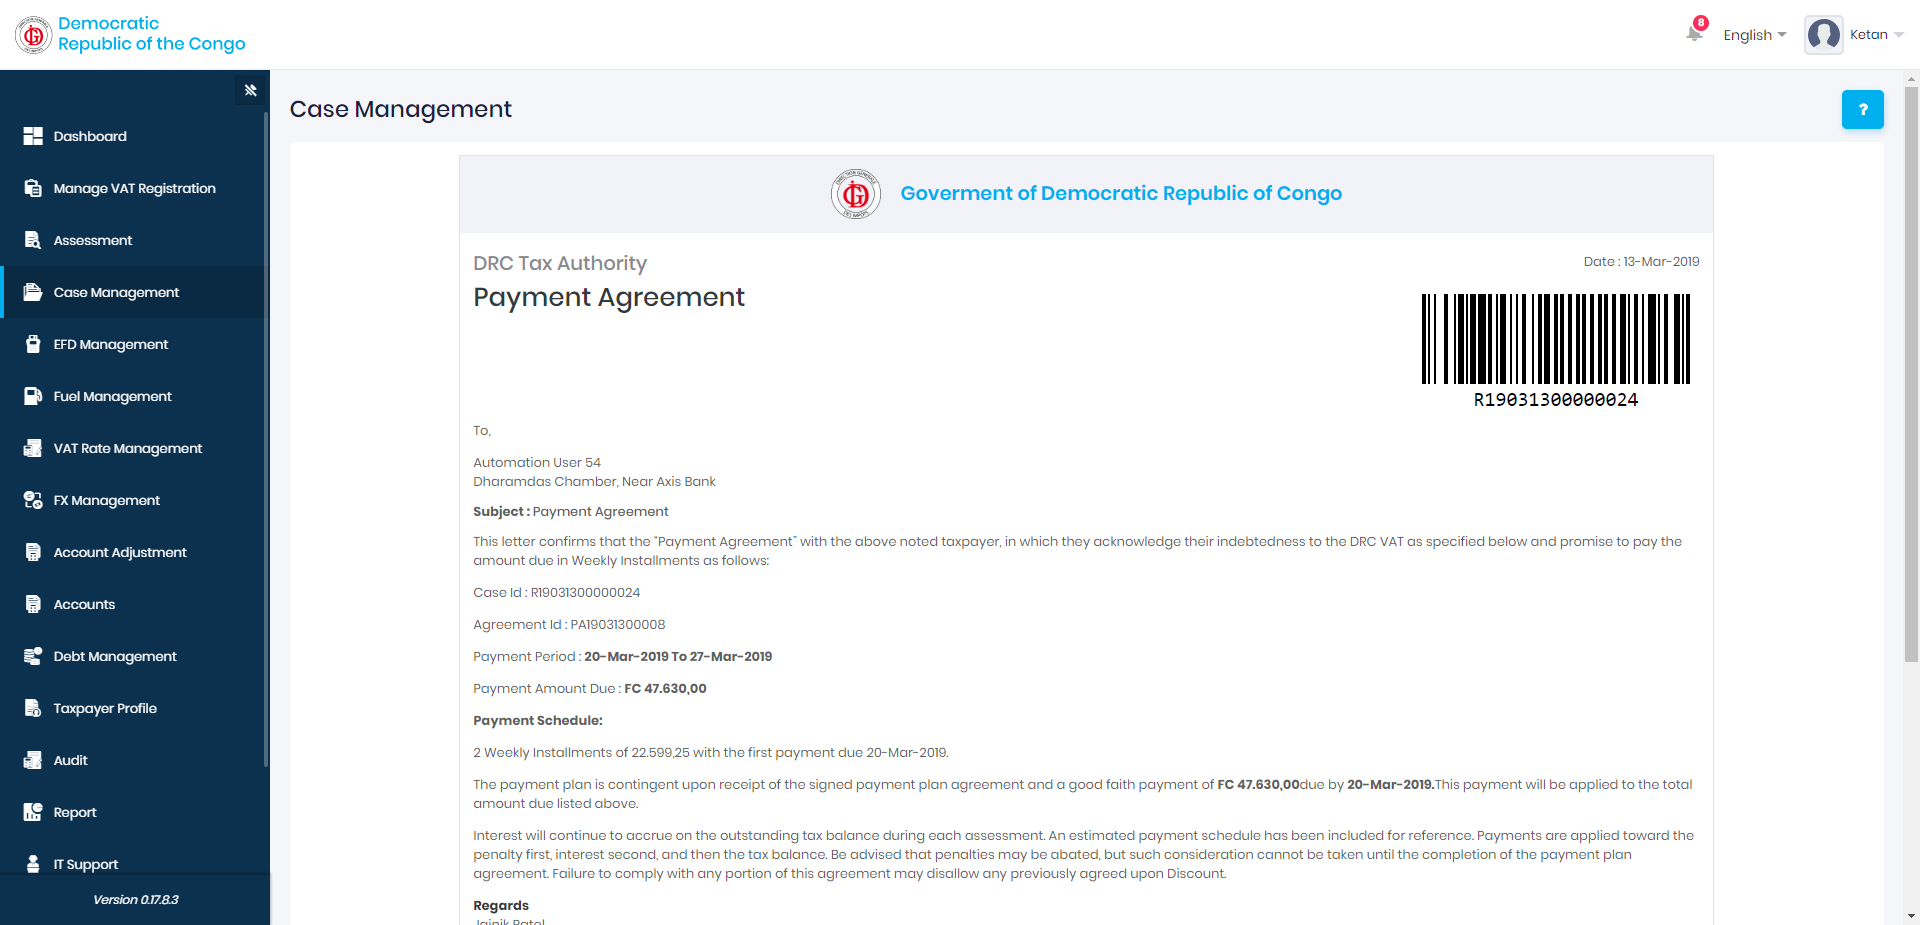 Democratic
Republic of the Congo
8
English
Ketan
Dashboard
Manage VAT Registration
Assessment
Case Management
EFD Management
Fuel Management
VAT Rate Management
FX Management
Account Adjustment
Accounts
Debt Management
Taxpayer Profile
Audit
Report
IT Support
Version 0.17.8.3
Case Management
?
Goverment of Democratic Republic of Congo
DRC Tax Authority
Date : 13-Mar-2019
Payment Agreement
R19031300000024
To,
Automation User 54
Dharamdas Chamber, Near Axis Bank
Subject : Payment Agreement
This letter confirms that the "Payment Agreement" with the above noted taxpayer, in which they acknowledge their indebtedness to the DRC VAT as specified below and promise to pay the
amount due in Weekly Installments as follows:
Case Id : R19031300000024
Agreement Id : PA19031300008
Payment Period : 20-Mar-2019 To 27-Mar-2019
Payment Amount Due : FC 47.630,00
Payment Schedule:
2 Weekly Installments of 22.599,25 with the first payment due 20-Mar-2019.
The payment plan is contingent upon receipt of the signed payment plan agreement and a good faith payment of FC 47.630,00due by 20-Mar-2019.This payment will be applied to the total
amount due listed above.
Interest will continue to accrue on the outstanding tax balance during each assessment. An estimated payment schedule has been included for reference. Payments are applied toward the
penalty first, interest second, and then the tax balance. Be advised that penalties may be abated, but such consideration cannot be taken until the completion of the payment plan
agreement. Failure to comply with any portion of this agreement may disallow any previously agreed upon Discount.
Regards
Jainik Patel